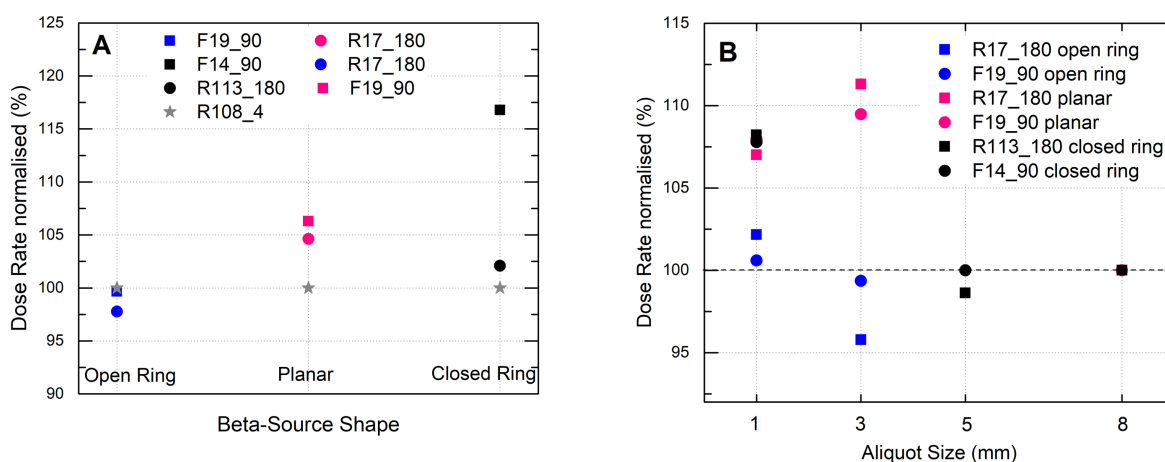 A
F19_90
R17_180
F14_90
R17_180
R113_180
F19_90
R108_4
125
120
115
110
105
100
95
90
Dose Rate normalised (%)
Open Ring
Planar
Closed Ring
Beta-Source Shape
B
R17_180 open ring
F19_90 open ring
R17_180 planar
F19_90 planar
R113_180 closed ring
F14_90 closed ring
115
110
105
100
95
Dose Rate normalised (%)
1 3 5 8
Aliquot Size (mm)